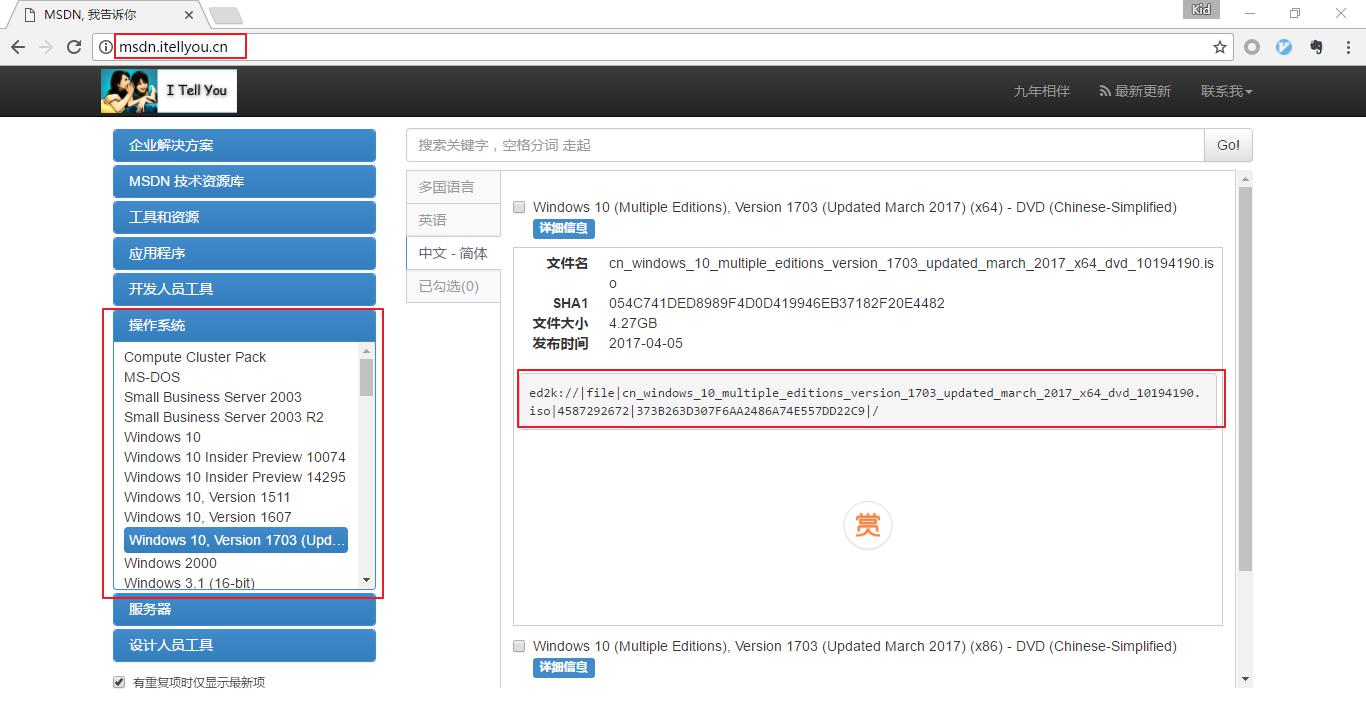 MSDN, 我告诉你
Kid
msdn.itellyou.cn
I Tell You
九年相伴
最新更新
联系我
企业解决方案
MSDN 技术资源库
工具和资源
应用程序
开发人员工具
操作系统
Compute Cluster Pack
MS-DOS
Small Business Server 2003
Small Business Server 2003 R2
Windows 10
Windows 10 Insider Preview 10074
Windows 10 Insider Preview 14295
Windows 10, Version 1511
Windows 10, Version 1607
Windows 10, Version 1703 (Upd...
Windows 2000
Windows 3.1 (16-bit)
服务器
设计人员工具
有重复项时仅显示最新项
搜索关键字，空格分词 走起
Go!
多国语言
英语
中文 - 简体
已勾选(0)
Windows 10 (Multiple Editions), Version 1703 (Updated March 2017) (x64) - DVD (Chinese-Simplified)
详细信息
文件名 cn_windows_10_multiple_editions_version_1703_updated_march_2017_x64_dvd_10194190.is
o
SHA1 054C741DED8989F4D0D419946EB37182F20E4482
文件大小 4.27GB
发布时间 2017-04-05
ed2k://|file|cn_windows_10_multiple_editions_version_1703_updated_march_2017_x64_dvd_10194190.
iso|4587292672|373B263D307F6AA2486A74E557DD22C9|/
赏
Windows 10 (Multiple Editions), Version 1703 (Updated March 2017) (x86) - DVD (Chinese-Simplified)
详细信息